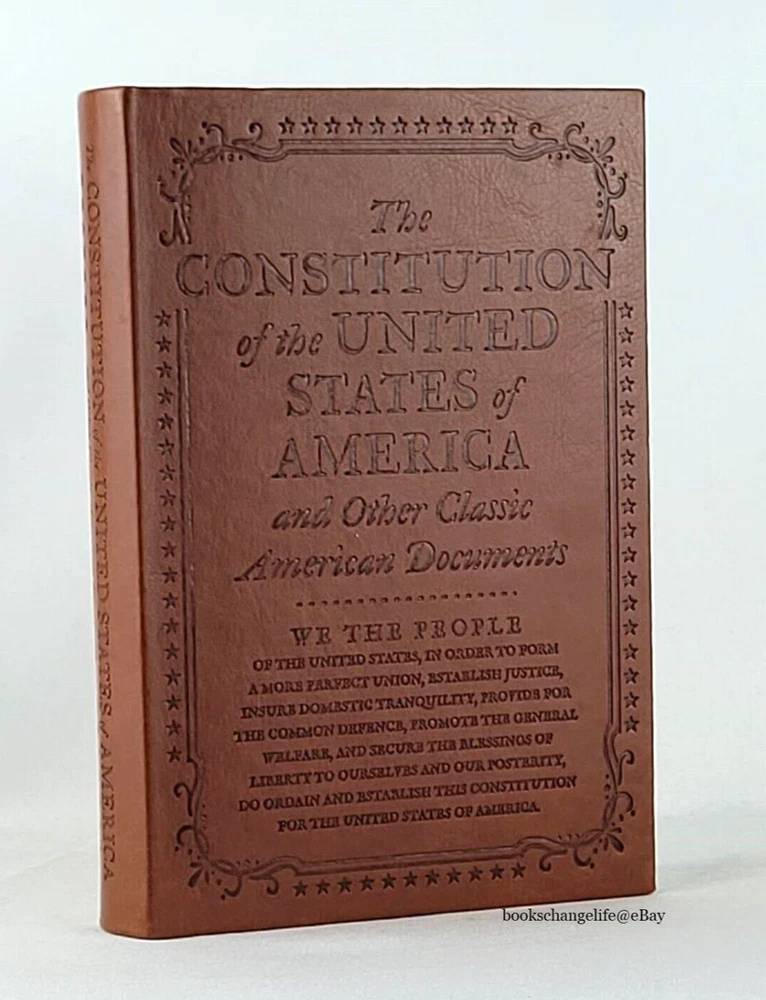 The CONSTITUTION of the UNITED STATES of AMERICA
The
CONSTITUTION
of the UNITED
STATES of
AMERICA
and Other Classic
American Documents
WE THE PEOPLE
OF THE UNITED STATES, IN ORDER TO FORM
A MORE PERFECT UNION, ESTABLISH JUSTICE,
INSURE DOMESTIC TRANQUILITY, PROVIDE FOR
THE COMMON DEFENCE, PROMOTE THE GENERAL
WELFARE, AND SECURE THE BLESSINGS OF
LIBERTY TO OURSELVES AND OUR POSTERITY,
DO ORDAIN AND ESTABLISH THIS CONSTITUTION
FOR THE UNITED STATES OF AMERICA.
bookschangelife@eBay